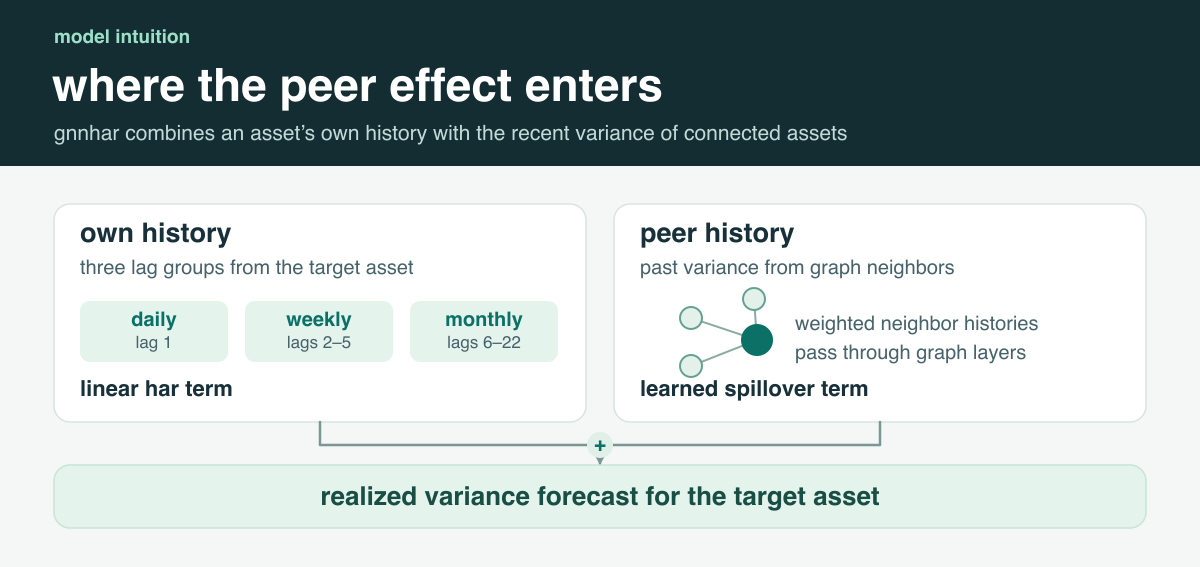 model intuition
where the peer effect enters
gnnhar combines an asset’s own history with the recent variance of connected assets
own history
three lag groups from the target asset
daily
lag 1
weekly
lags 2–5
monthly
lags 6–22
linear har term
peer history
past variance from graph neighbors
weighted neighbor histories
pass through graph layers
learned spillover term
+
realized variance forecast for the target asset